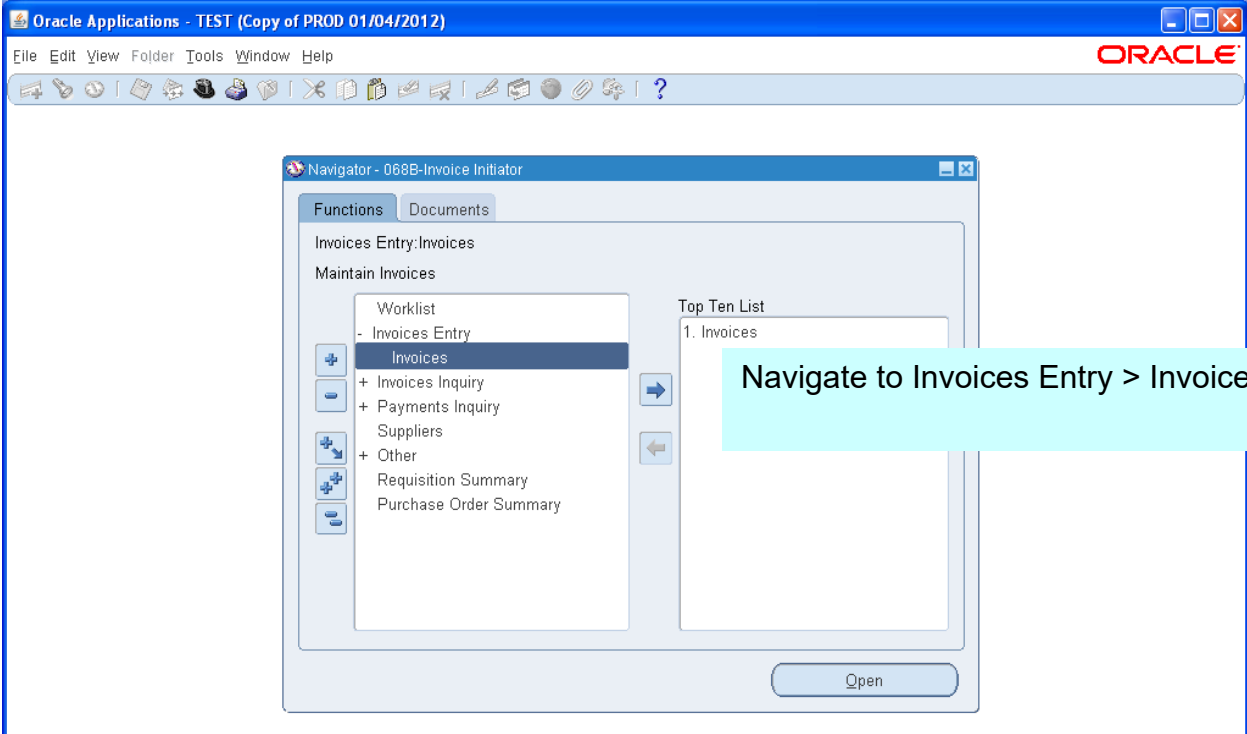 Oracle Applications - TEST (Copy of PROD 01/04/2012)
File Edit View Folder Tools Window Help
ORACLE
?
Navigator - 068B-Invoice Initiator
Functions Documents
Invoices Entry:Invoices
Maintain Invoices
Worklist
- Invoices Entry
Invoices
+ Invoices Inquiry
+ Payments Inquiry
Suppliers
+ Other
Requisition Summary
Purchase Order Summary
Top Ten List
1. Invoices
Navigate to Invoices Entry > Invoice
Open